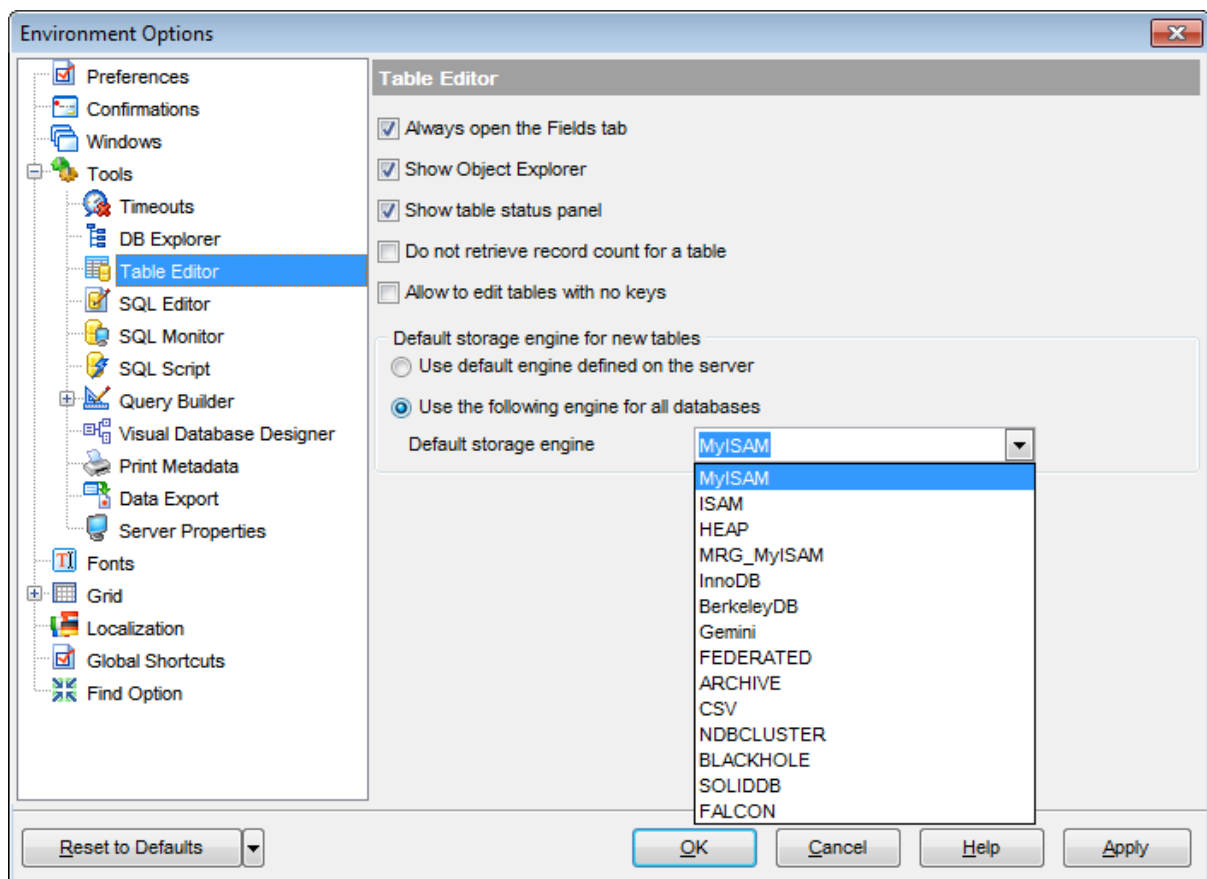 Environment Options
Preferences
Confirmations
Windows
Tools
Timeouts
DB Explorer
Table Editor
SQL Editor
SQL Monitor
SQL Script
Query Builder
Visual Database Designer
Print Metadata
Data Export
Server Properties
Fonts
Grid
Localization
Global Shortcuts
Find Option
Table Editor
Always open the Fields tab
Show Object Explorer
Show table status panel
Do not retrieve record count for a table
Allow to edit tables with no keys
Default storage engine for new tables
Use default engine defined on the server
Use the following engine for all databases
Default storage engine MyISAM
MyISAM
ISAM
HEAP
MRG_MyISAM
InnoDB
BerkeleyDB
Gemini
FEDERATED
ARCHIVE
CSV
NDBCLUSTER
BLACKHOLE
SOLIDDB
FALCON
Reset to Defaults OK Cancel Help Apply